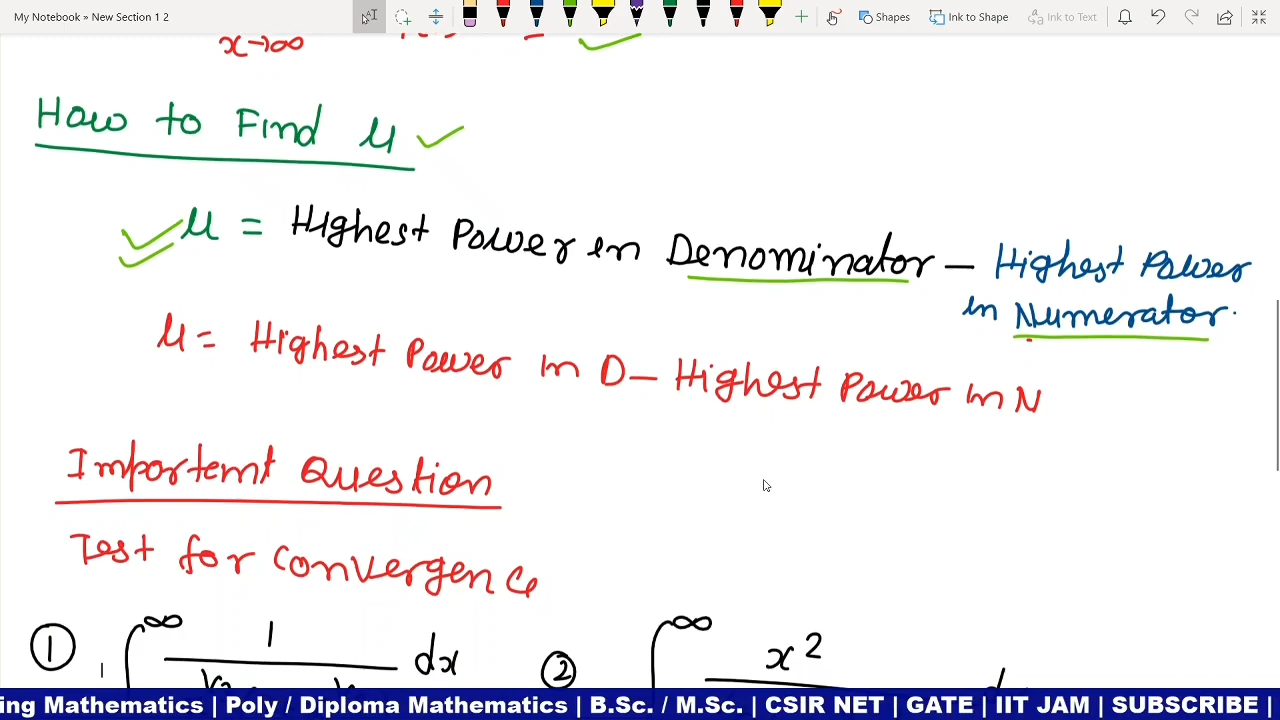 My Notebook » New Section 1 2
Shapes
Ink to Shape
Ink to Text
x→∞
How to Find μ
μ = Highest Power in Denominator – Highest Power
in Numerator.
μ = Highest Power in D – Highest Power in N
Importemt Question
Test for Convergence
① ∫ 1 ∞ 1 dx
② ∫ ∞ x²
ing Mathematics | Poly / Diploma Mathematics | B.Sc. / M.Sc. | CSIR NET | GATE | IIT JAM | SUBSCRIBE |